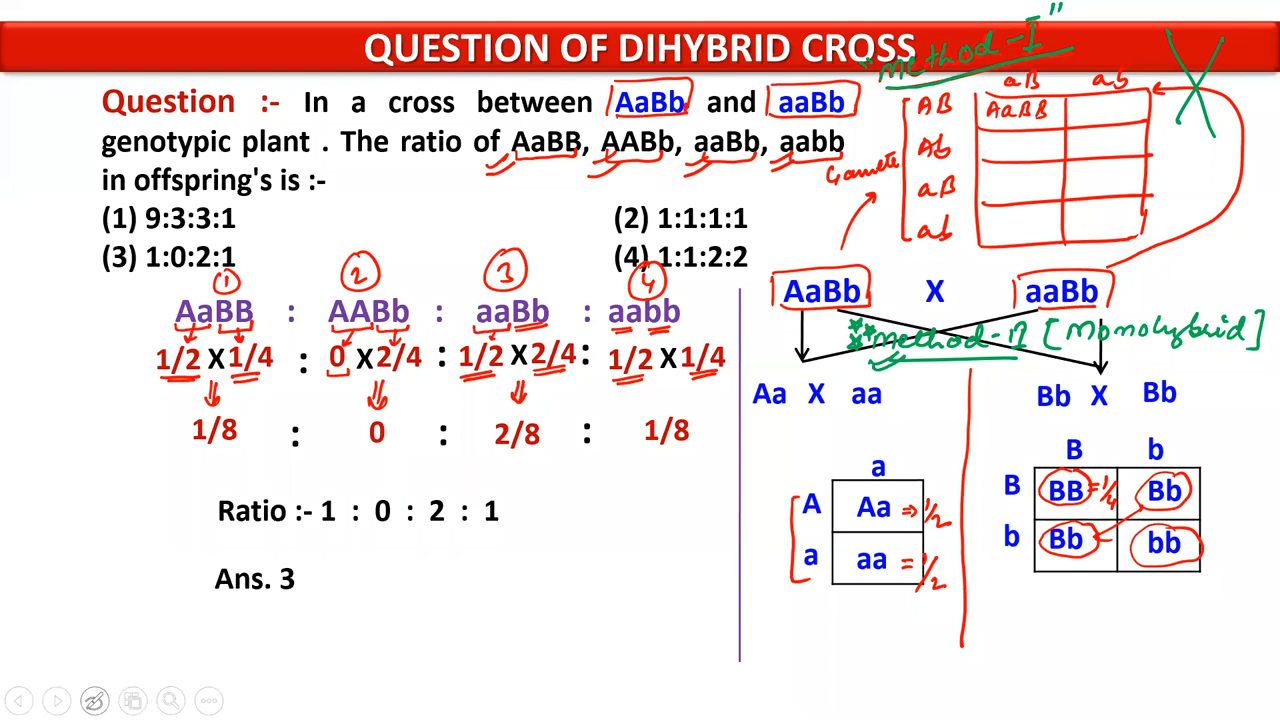 QUESTION OF DIHYBRID CROSS
"method-I"
Question :- In a cross between AaBb and aaBb
genotypic plant . The ratio of AaBB, AABb, aaBb, aabb
in offspring's is :-
(1) 9:3:3:1 (2) 1:1:1:1
(3) 1:0:2:1 (4) 1:1:2:2
aB ab
AB AaBB
Ab
Gamete
aB
ab
1 2 3 4
AaBB : AABb : aaBb : aabb
1/2 X 1/4 : 0 X 2/4 : 1/2 X 2/4 : 1/2 X 1/4
1/8 : 0 : 2/8 : 1/8
Ratio :- 1 : 0 : 2 : 1
Ans. 3
AaBb X aaBb
**method-II [Monohybrid]
Aa X aa
Bb X Bb
a
A Aa ⇒ 1/2
a aa = 1/2
B b
B BB = 1/4 Bb
b Bb bb